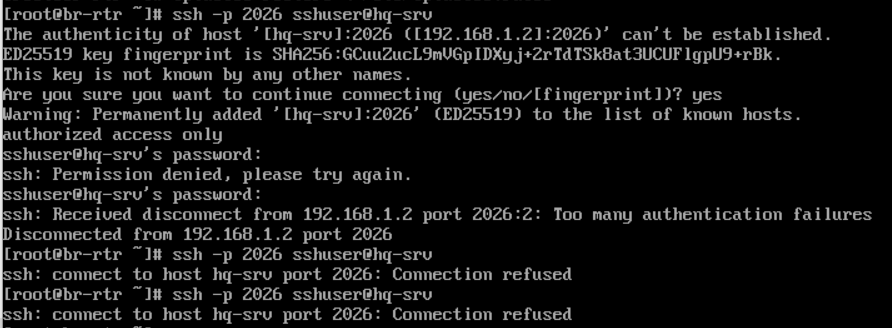 [root@br-rtr ~]# ssh -p 2026 sshuser@hq-srv
The authenticity of host '[hq-srv]:2026 ([192.168.1.2]:2026)' can't be established.
ED25519 key fingerprint is SHA256:GCuuZucL9mVGpIDXyj+2rTdTSk8at3UCUFlgpU9+rBk.
This key is not known by any other names.
Are you sure you want to continue connecting (yes/no/[fingerprint])? yes
Warning: Permanently added '[hq-srv]:2026' (ED25519) to the list of known hosts.
authorized access only
sshuser@hq-srv's password:
ssh: Permission denied, please try again.
sshuser@hq-srv's password:
ssh: Received disconnect from 192.168.1.2 port 2026:2: Too many authentication failures
Disconnected from 192.168.1.2 port 2026
[root@br-rtr ~]# ssh -p 2026 sshuser@hq-srv
ssh: connect to host hq-srv port 2026: Connection refused
[root@br-rtr ~]# ssh -p 2026 sshuser@hq-srv
ssh: connect to host hq-srv port 2026: Connection refused